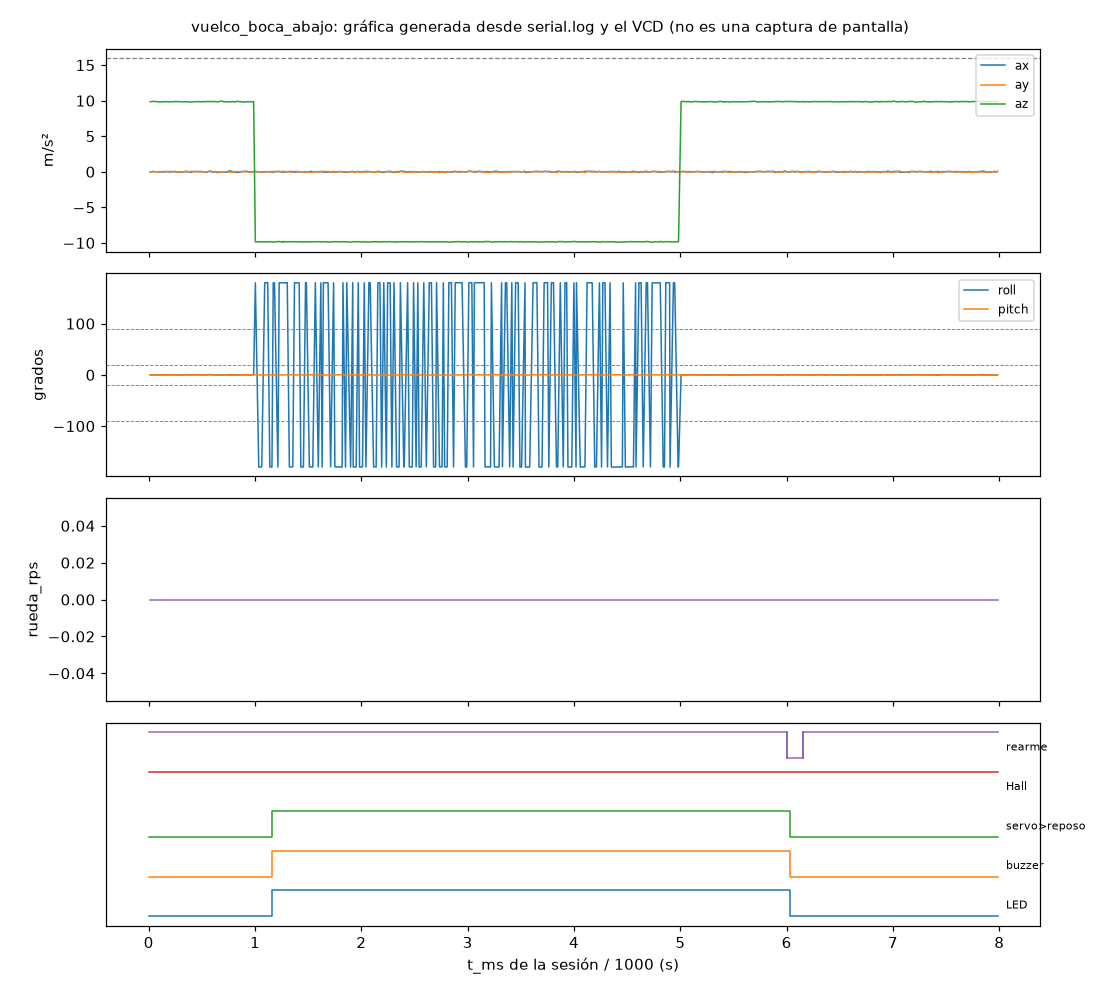 vuelco_boca_abajo: gráfica generada desde serial.log y el VCD (no es una captura de pantalla)
15
10
5
0
−5
−10
m/s²
ax
ay
az
100
0
−100
grados
roll
pitch
0.04
0.02
0.00
−0.02
−0.04
rueda_rps
rearme
Hall
servo>reposo
buzzer
LED
0 1 2 3 4 5 6 7 8
t_ms de la sesión / 1000 (s)